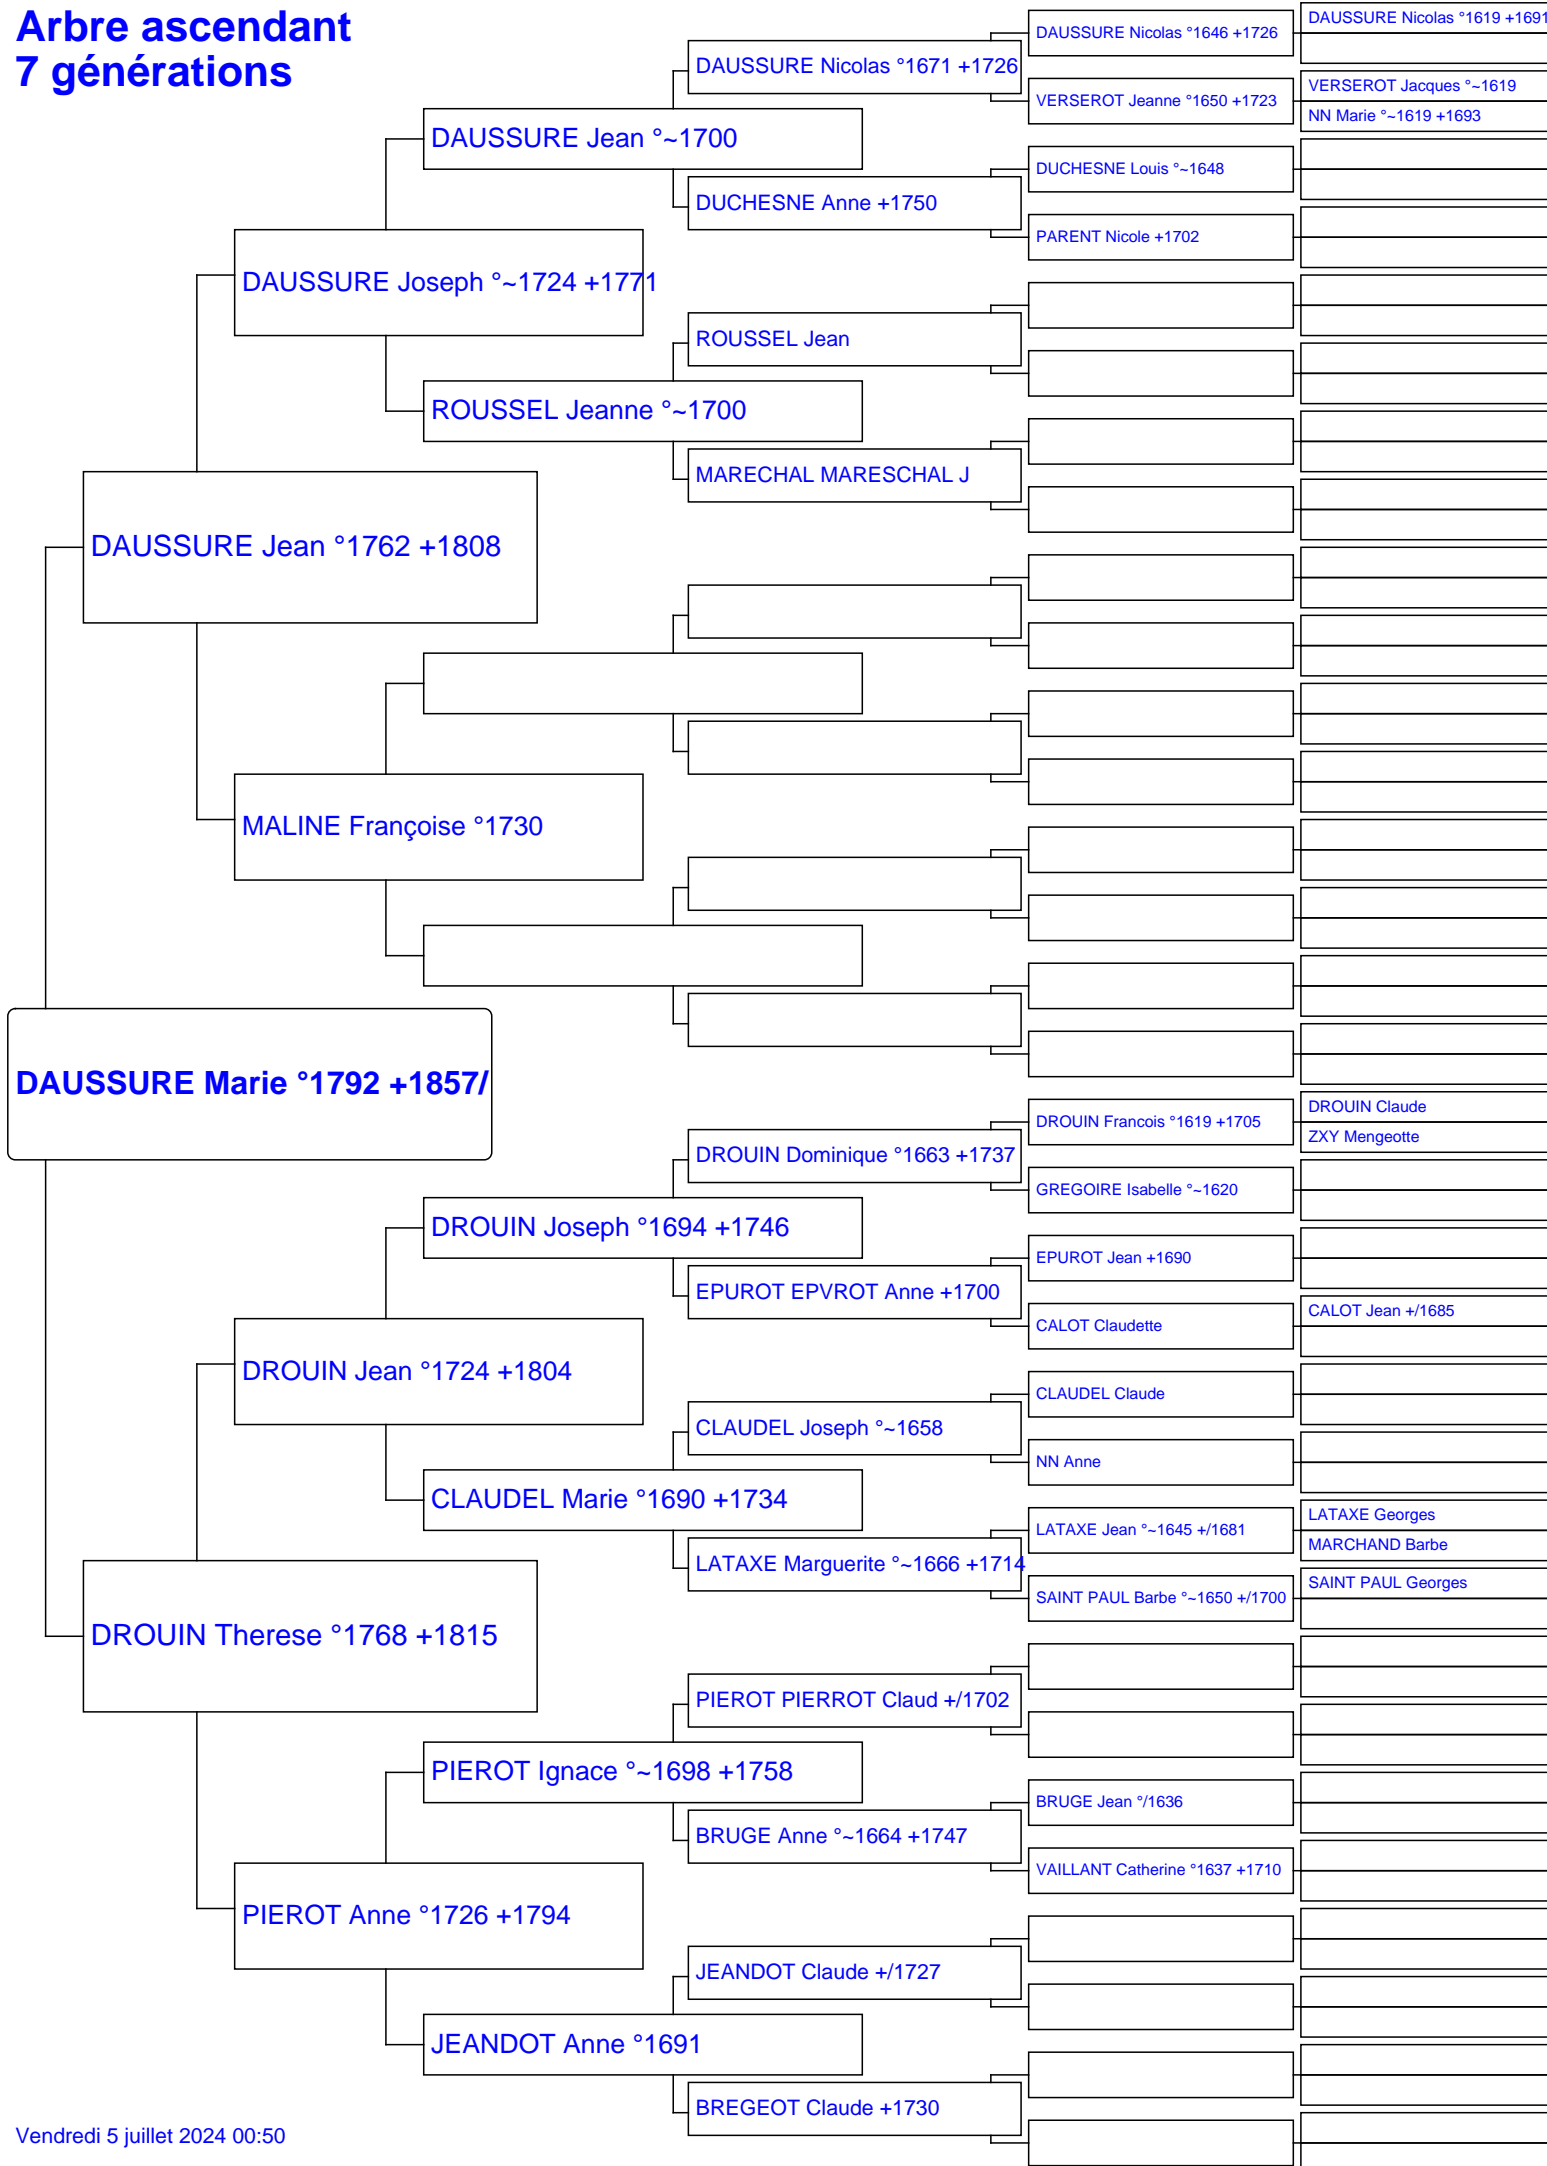 Arbre ascendant
7 générations
DAUSSURE Marie °1792 +1857/
DAUSSURE Jean °1762 +1808
DROUIN Therese °1768 +1815
DAUSSURE Joseph °~1724 +1771
MALINE Françoise °1730
DROUIN Jean °1724 +1804
PIEROT Anne °1726 +1794
DAUSSURE Jean °~1700
ROUSSEL Jeanne °~1700
DROUIN Joseph °1694 +1746
CLAUDEL Marie °1690 +1734
PIEROT Ignace °~1698 +1758
JEANDOT Anne °1691
DAUSSURE Nicolas °1671 +1726
DUCHESNE Anne +1750
ROUSSEL Jean
MARECHAL MARESCHAL J
DROUIN Dominique °1663 +1737
EPUROT EPVROT Anne +1700
CLAUDEL Joseph °~1658
LATAXE Marguerite °~1666 +1714
PIEROT PIERROT Claud +/1702
BRUGE Anne °~1664 +1747
JEANDOT Claude +/1727
BREGEOT Claude +1730
DAUSSURE Nicolas °1646 +1726
VERSEROT Jeanne °1650 +1723
DUCHESNE Louis °~1648
PARENT Nicole +1702
DROUIN Francois °1619 +1705
GREGOIRE Isabelle °~1620
EPUROT Jean +1690
CALOT Claudette
CLAUDEL Claude
NN Anne
LATAXE Jean °~1645 +/1681
SAINT PAUL Barbe °~1650 +/1700
BRUGE Jean °/1636
VAILLANT Catherine °1637 +1710
DAUSSURE Nicolas °1619 +1691
VERSEROT Jacques °~1619
NN Marie °~1619 +1693
DROUIN Claude
ZXY Mengeotte
CALOT Jean +/1685
LATAXE Georges
MARCHAND Barbe
SAINT PAUL Georges
Vendredi 5 juillet 2024 00:50